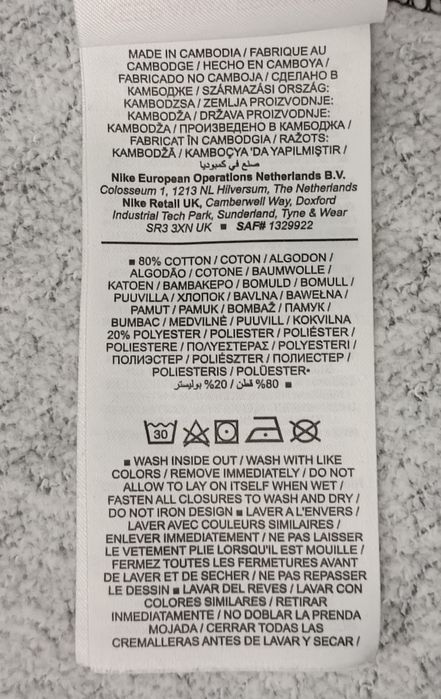 MADE IN CAMBODIA / FABRIQUE AU
CAMBODGE / HECHO EN CAMBOYA /
FABRICADO NO CAMBOJA / СДЕЛАНО В
КАМБОДЖЕ / SZÁRMAZÁSI ORSZÁG:
KAMBODZSA / ZEMLJA PROIZVODNJE:
KAMBODŽA / DRŽAVA PROIZVODNJE:
KAMBODŽA / ПРОИЗВЕДЕНО В КАМБОДЖА /
FABRICAT ÎN CAMBODGIA / RAŽOTS:
KAMBODŽĀ / KAMBOÇYA 'DA YAPILMIŞTIR /
صنع في كمبوديا
Nike European Operations Netherlands B.V.
Colosseum 1, 1213 NL Hilversum, The Netherlands
Nike Retail UK, Camberwell Way, Doxford
Industrial Tech Park, Sunderland, Tyne & Wear
SR3 3XN UK ■ SAF# 1329922
■ 80% COTTON / COTON / ALGODON /
ALGODÃO / COTONE / BAUMWOLLE /
KATOEN / ΒΑΜΒΑΚΕΡΟ / BOMULD / BOMULL /
PUUVILLA / ХЛОПОК / BAVLNA / BAWEŁNA /
PAMUT / PAMUK / BOMBAŽ / ПАМУК /
BUMBAC / MEDVILNĖ / PUUVILL / KOKVILNA
20% POLYESTER / POLIESTER / POLIÉSTER /
POLIESTERE / ΠΟΛΥΕΣΤΕΡΑΣ / POLYESTERI /
ПОЛИЭСТЕР / POLIÉSZTER / ПОЛИЕСТЕР /
POLIESTERIS / POLÜESTER▪
80% قطن / 20% بوليستر ■
30
■ WASH INSIDE OUT / WASH WITH LIKE
COLORS / REMOVE IMMEDIATELY / DO NOT
ALLOW TO LAY ON ITSELF WHEN WET /
FASTEN ALL CLOSURES TO WASH AND DRY /
DO NOT IRON DESIGN ■ LAVER A L'ENVERS /
LAVER AVEC COULEURS SIMILAIRES /
ENLEVER IMMEDIATEMENT / NE PAS LAISSER
LE VETEMENT PLIE LORSQU'IL EST MOUILLE /
FERMEZ TOUTES LES FERMETURES AVANT
DE LAVER ET DE SECHER / NE PAS REPASSER
LE DESSIN ■ LAVAR DEL REVES / LAVAR CON
COLORES SIMILARES / RETIRAR
INMEDIATAMENTE / NO DOBLAR LA PRENDA
MOJADA / CERRAR TODAS LAS
CREMALLERAS ANTES DE LAVAR Y SECAR /